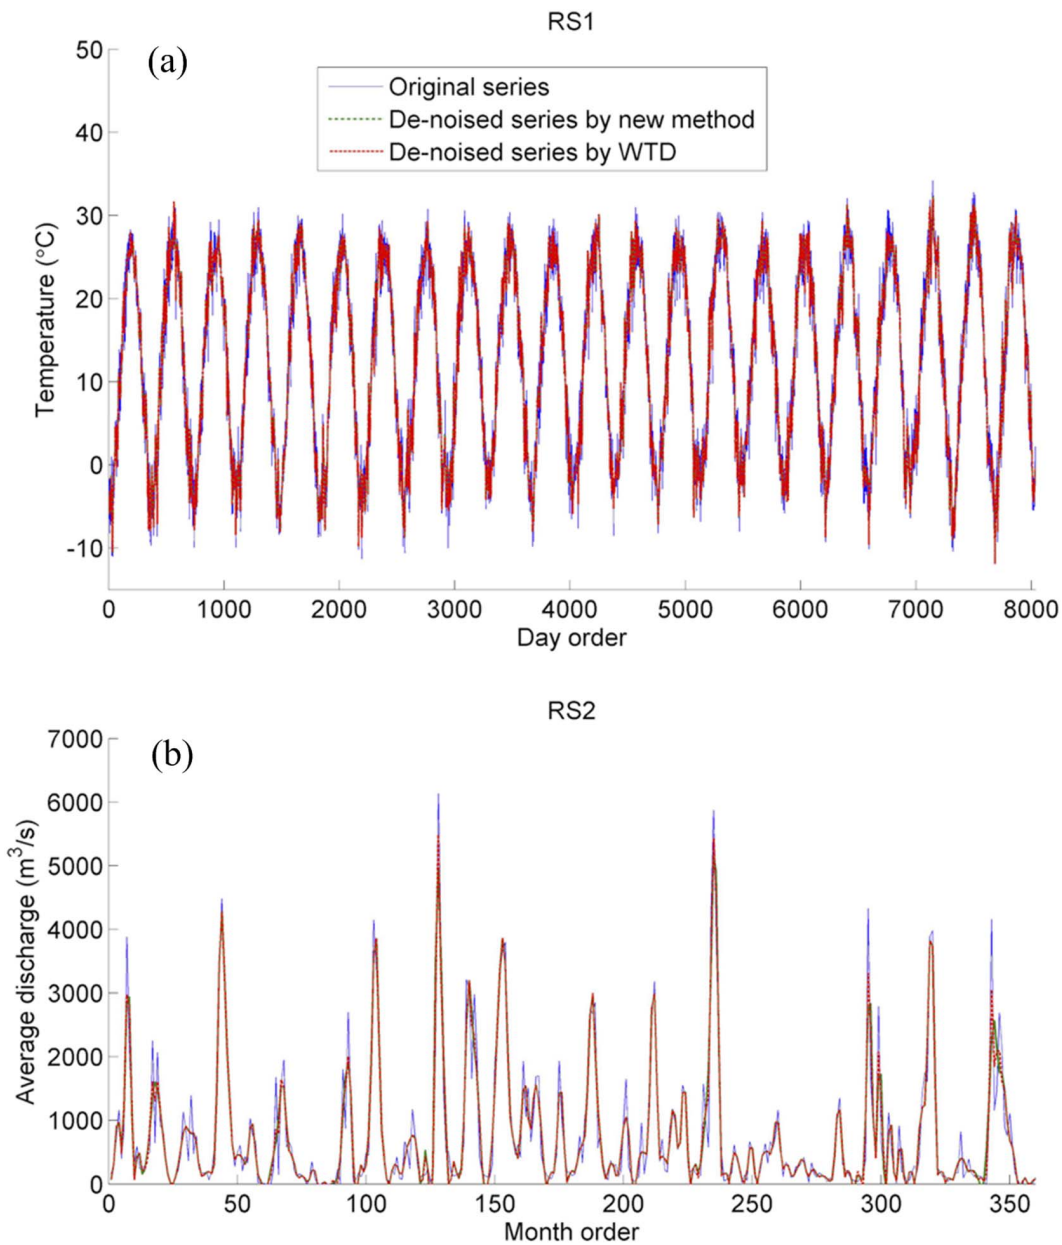 RS1
(a)
Original series
De-noised series by new method
De-noised series by WTD
50
40
30
20
10
0
-10
Temperature (°C)
0 1000 2000 3000 4000 5000 6000 7000 8000
Day order
RS2
(b)
7000
6000
5000
4000
3000
2000
1000
0
Average discharge (m³/s)
0 50 100 150 200 250 300 350
Month order